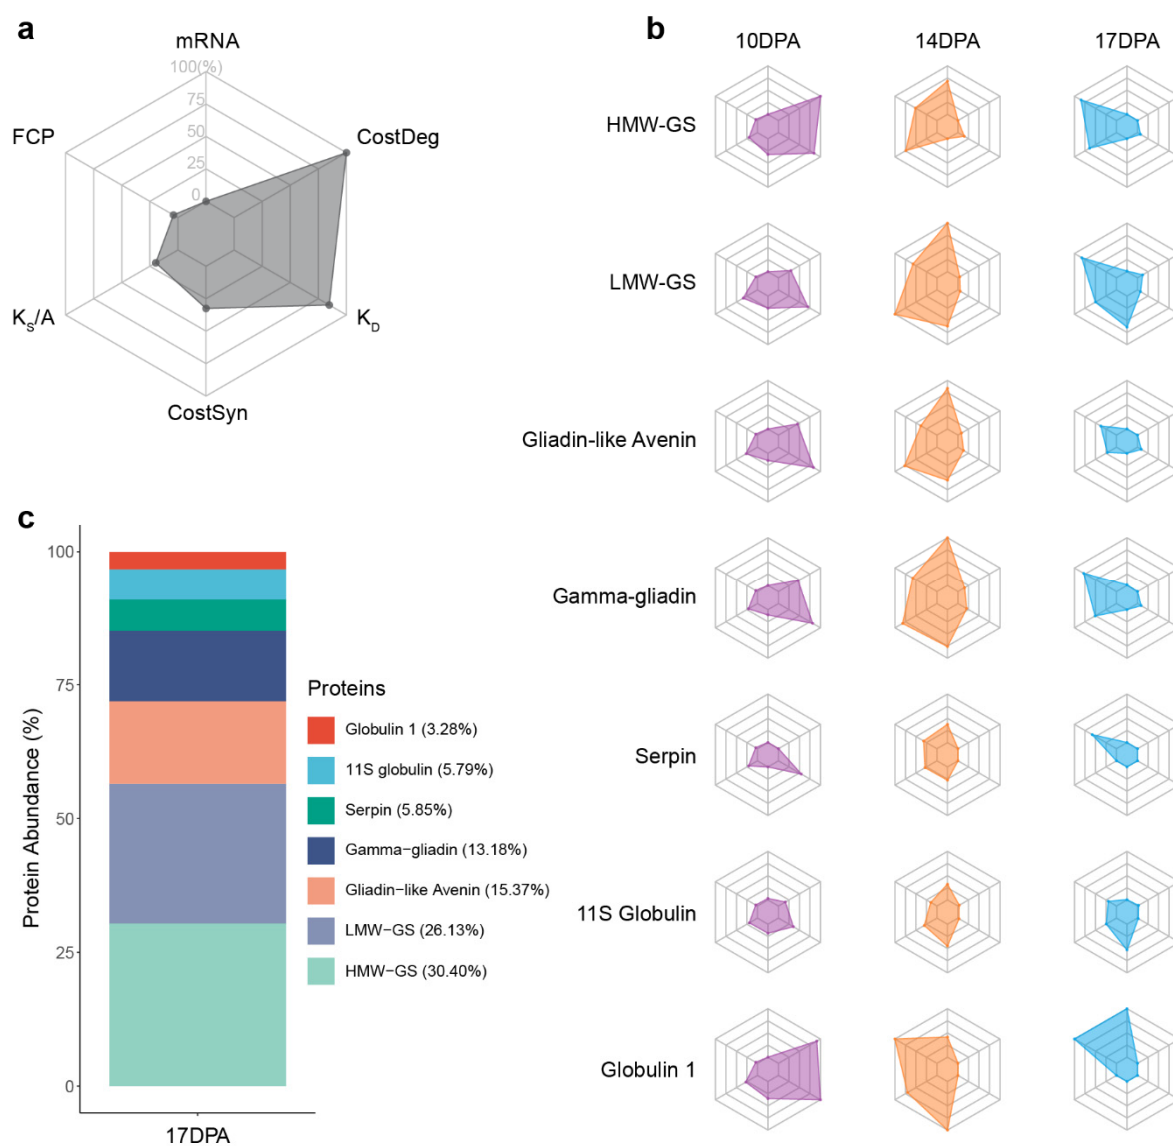 a
mRNA
100(%)
75
50
25
0
FCP
CostDeg
Kₛ/A
K_D
CostSyn
b
10DPA
14DPA
17DPA
HMW-GS
LMW-GS
Gliadin-like Avenin
Gamma-gliadin
Serpin
11S Globulin
Globulin 1
c
Protein Abundance (%)
100
75
50
25
0
17DPA
Proteins
Globulin 1 (3.28%)
11S globulin (5.79%)
Serpin (5.85%)
Gamma−gliadin (13.18%)
Gliadin−like Avenin (15.37%)
LMW−GS (26.13%)
HMW−GS (30.40%)